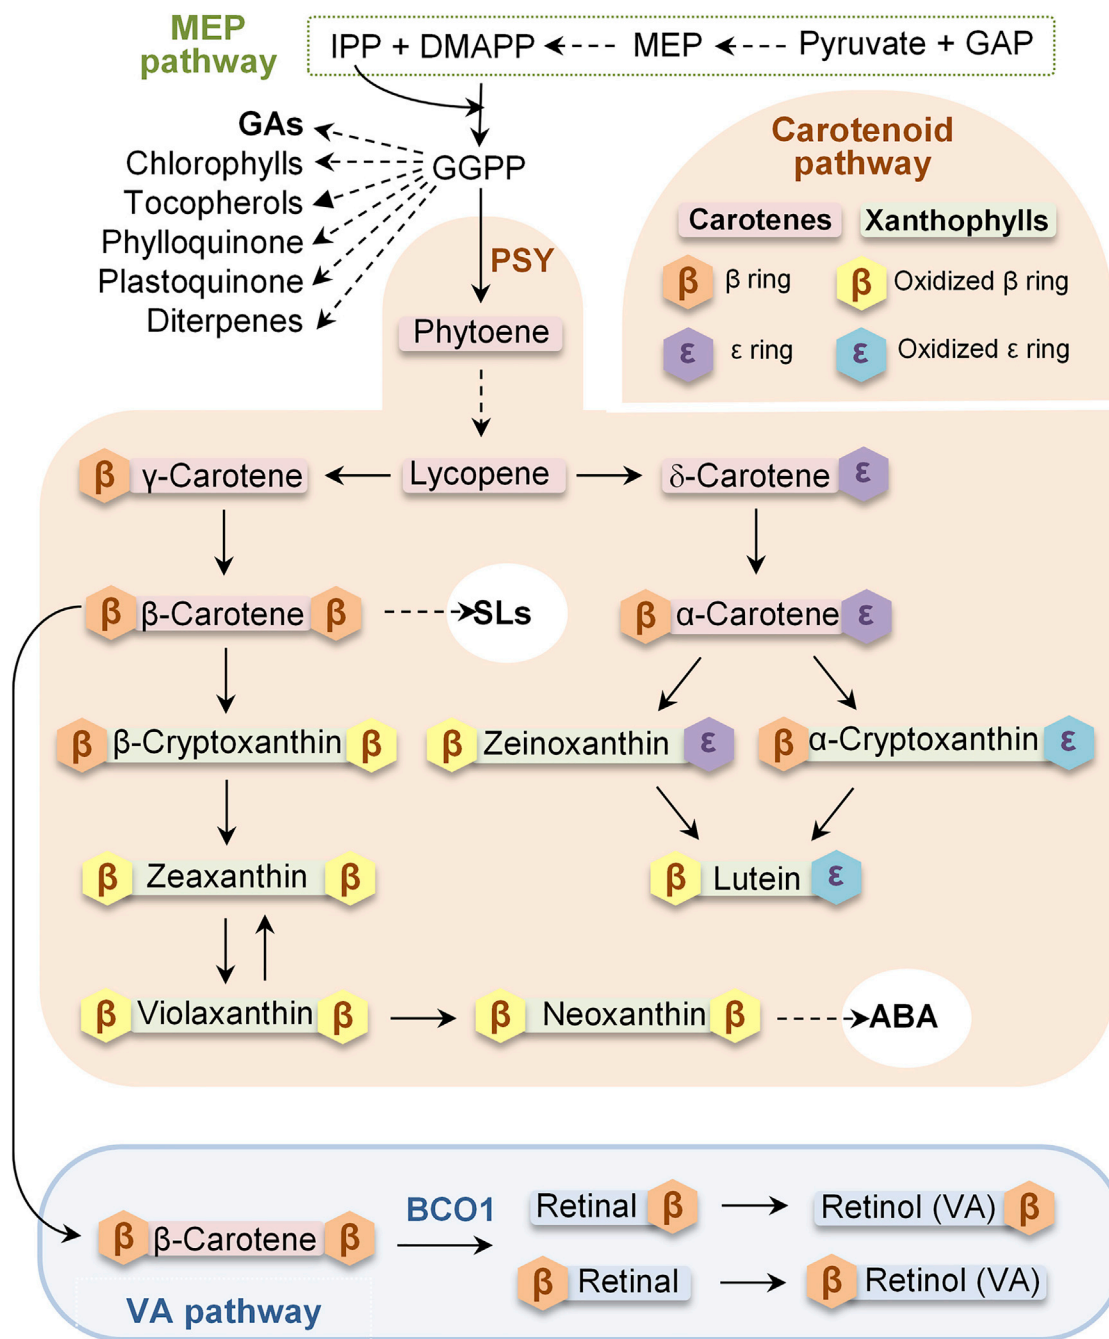 MEP
pathway
IPP + DMAPP MEP Pyruvate + GAP
GAs
Chlorophylls
Tocopherols
Phylloquinone
Plastoquinone
Diterpenes
GGPP
PSY
Phytoene
Carotenoid
pathway
Carotenes Xanthophylls
β β ring β Oxidized β ring
ε ε ring ε Oxidized ε ring
β γ-Carotene Lycopene δ-Carotene ε
β β-Carotene β SLs β α-Carotene ε
β β-Cryptoxanthin β β Zeinoxanthin ε β α-Cryptoxanthin ε
β Zeaxanthin β β Lutein ε
β Violaxanthin β β Neoxanthin β ABA
β β-Carotene β BCO1 Retinal β Retinol (VA) β
β Retinal β Retinol (VA)
VA pathway